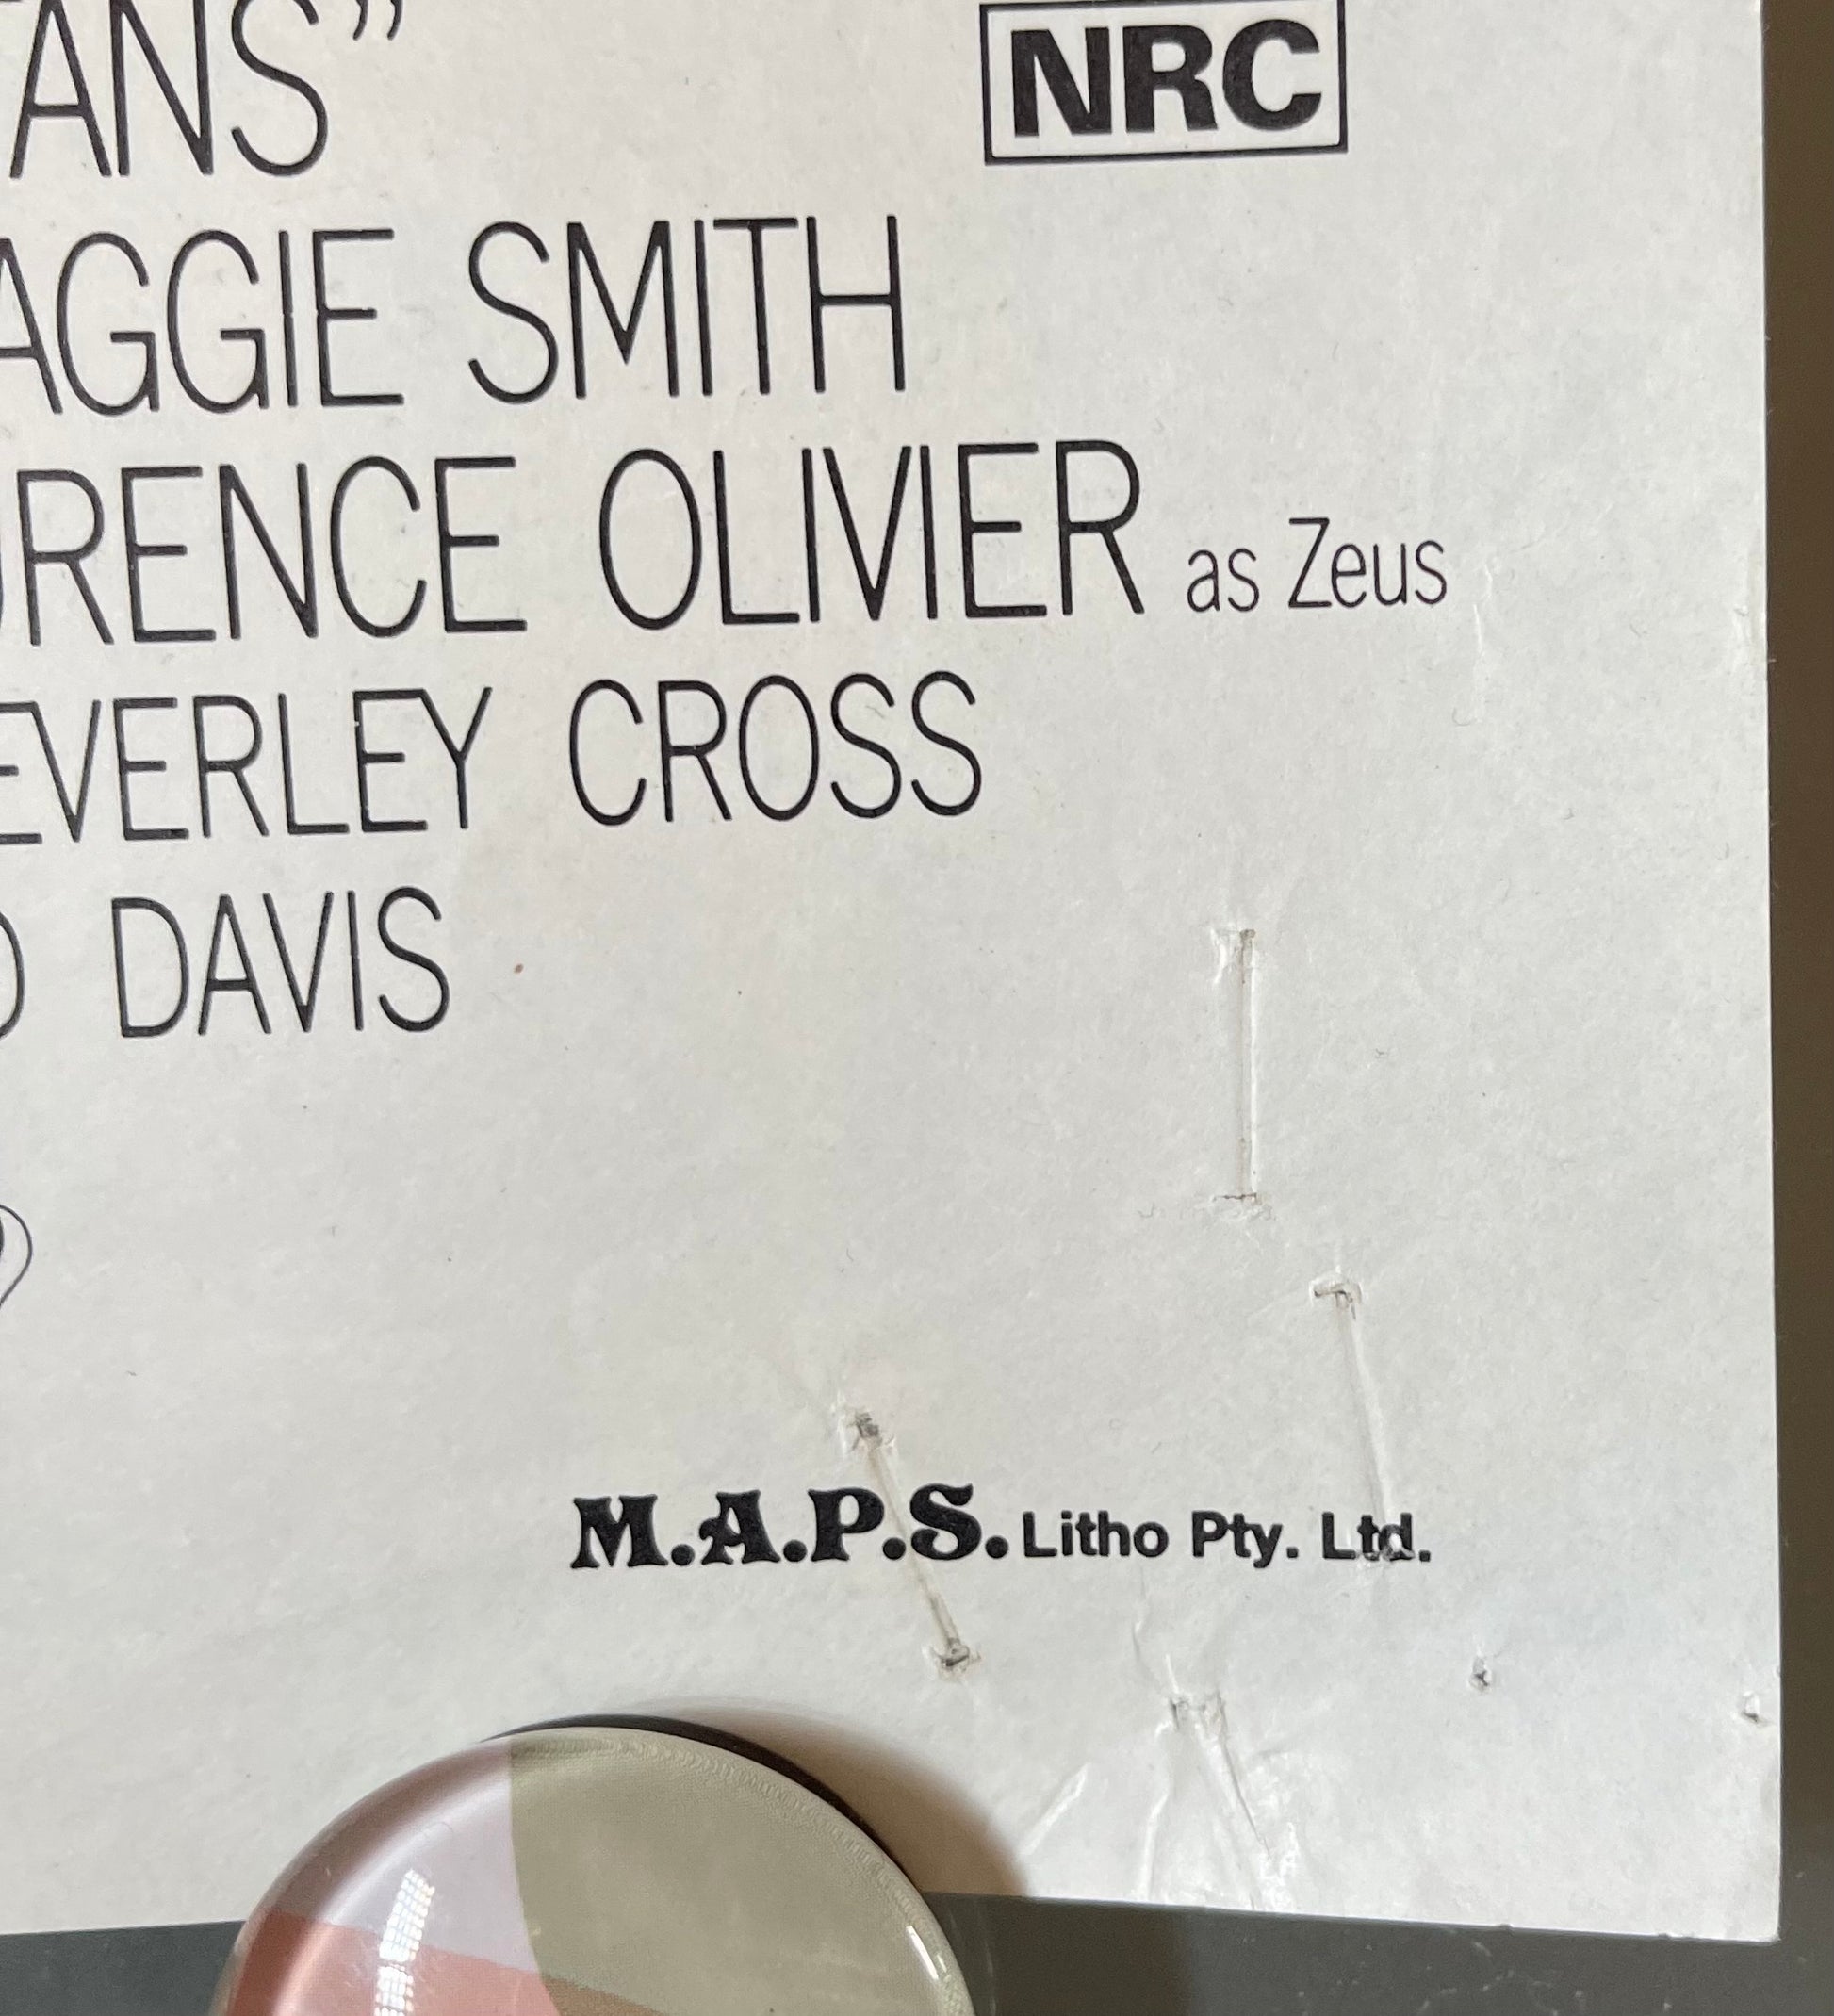 ANS”
NRC
AGGIE SMITH
RENCE OLIVIER as Zeus
EVERLEY CROSS
D DAVIS
M.A.P.S. Litho Pty. Ltd.